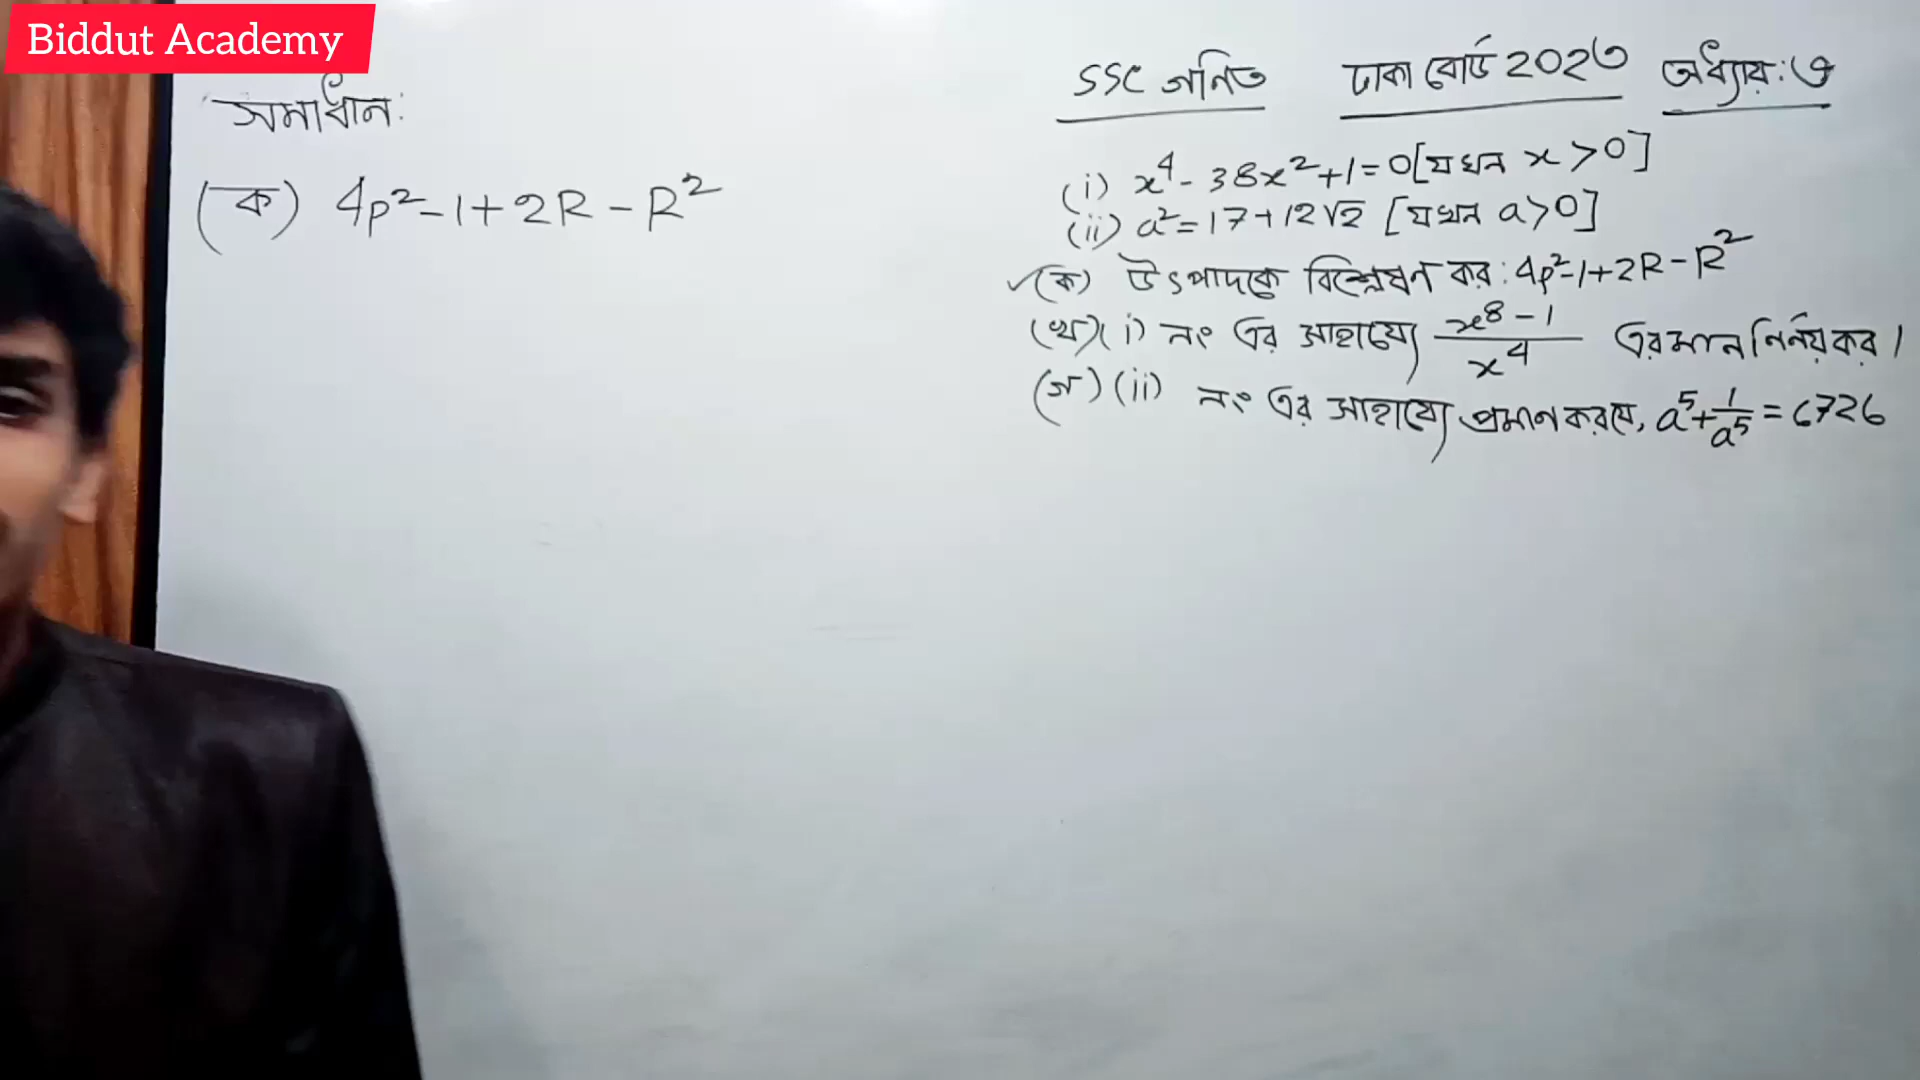 Biddut Academy
সমাধান:
(ক) 4p²-1+2R-R²
SSC গনিত ঢাকা বোর্ড 2023 অধ্যায়:৩
(i) x⁴-38x²+1=0[যখন x>0]
(ii) a²=17+12√2 [যখন a>0]
✓(ক) উৎপাদকে বিশ্লেষণ কর: 4p²-1+2R-R²
(খ)(i) নং এর সাহায্যে (x⁸-1)/x⁴ এর মান নির্নয় কর।
(গ)(ii) নং এর সাহায্যে প্রমান কর যে, a⁵+1/a⁵=6726